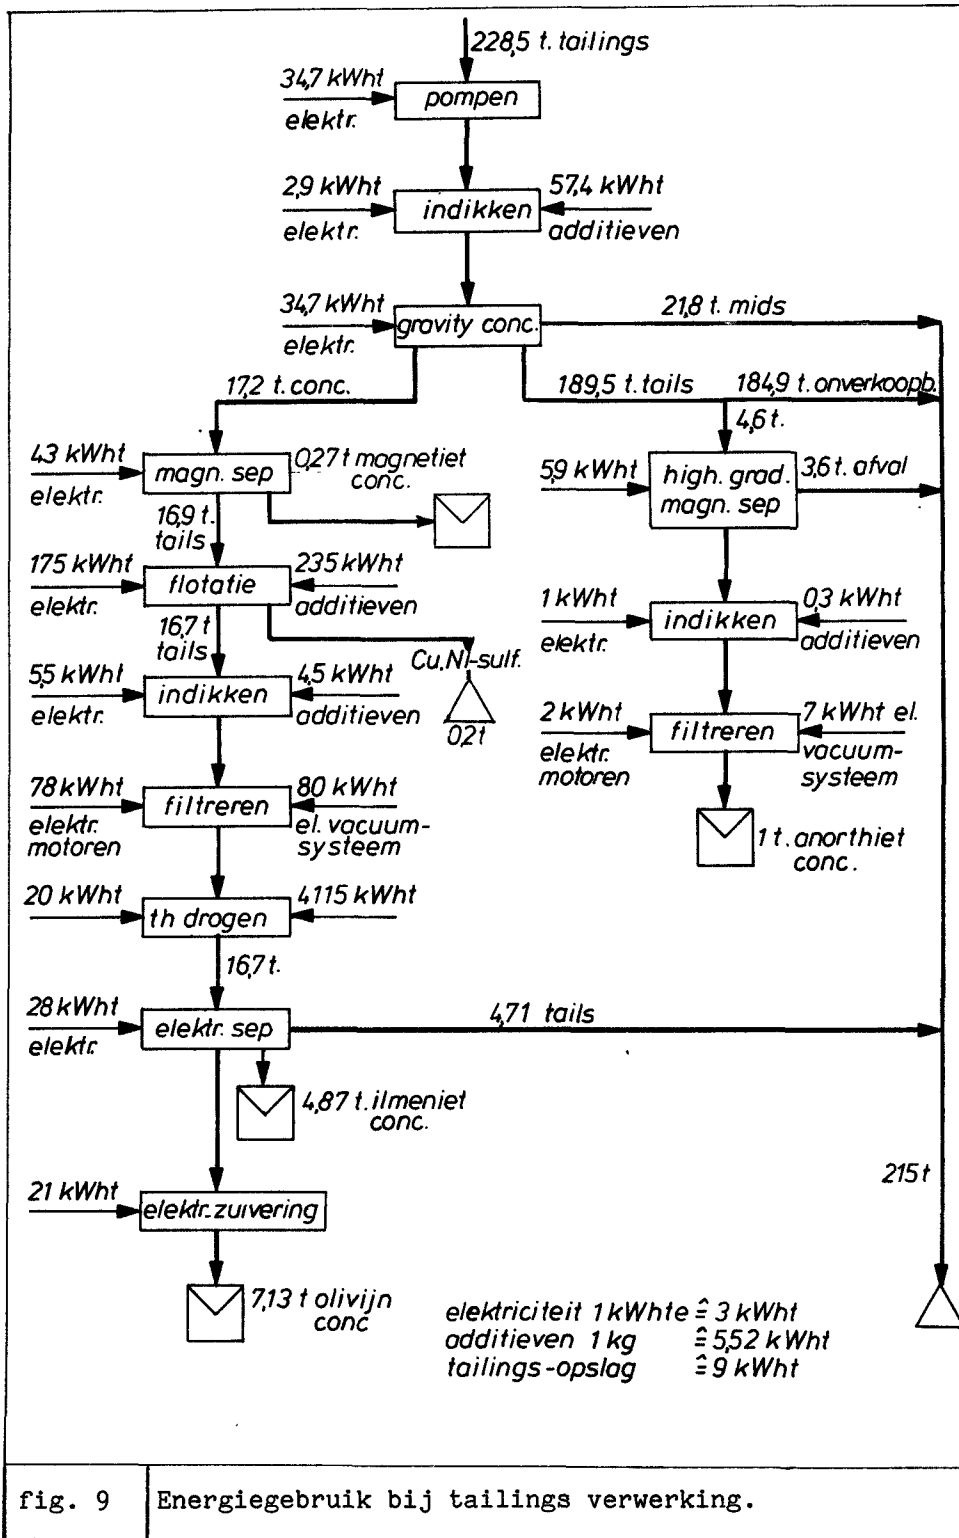 228,5 t. tailings
34,7 kWht
elektr.
pompen
2,9 kWht
elektr.
indikken
57,4 kWht
additieven
34,7 kWht
elektr.
gravity conc.
21,8 t. mids
17,2 t. conc.
189,5 t. tails
184,9 t. onverkoopb.
4,6 t.
43 kWht
elektr.
magn. sep
0,27 t magnetiet
conc.
5,9 kWht
high. grad.
magn. sep
3,6 t. afval
16,9 t.
tails
175 kWht
elektr.
flotatie
235 kWht
additieven
1 kWht
elektr.
indikken
0,3 kWht
additieven
16,7 t
tails
Cu,Ni-sulf.
0,2 t
5,5 kWht
elektr.
indikken
4,5 kWht
additieven
2 kWht
elektr.
motoren
filtreren
7 kWht el.
vacuum-
systeem
78 kWht
elektr.
motoren
filtreren
80 kWht
el. vacuum-
systeem
1 t. anorthiet
conc.
20 kWht
th drogen
4115 kWht
16,7 t.
28 kWht
elektr.
elektr. sep
4,71 tails
4,87 t. ilmeniet
conc.
215 t
21 kWht
elektr. zuivering
7,13 t olivijn
conc
elektriciteit 1 kWhte ≙ 3 kWht
additieven 1 kg ≙ 5,52 kWht
tailings-opslag ≙ 9 kWht
fig. 9
Energiegebruik bij tailings verwerking.